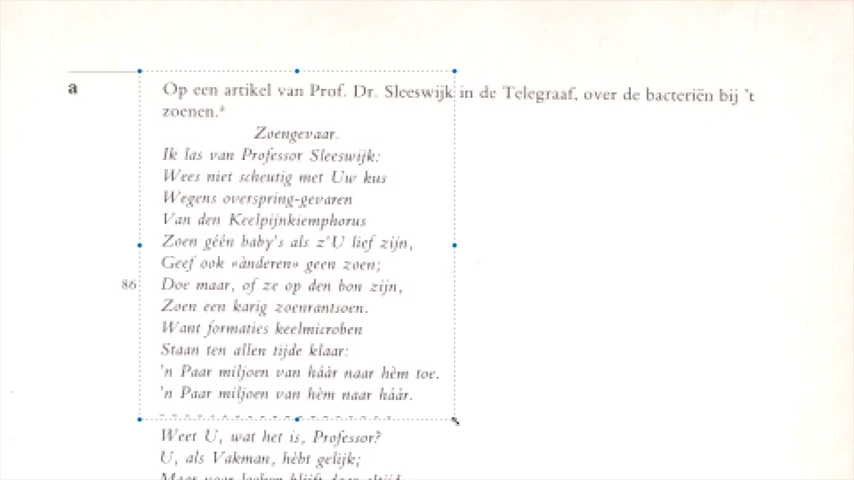 a
Op een artikel van Prof. Dr. Sleeswijk in de Telegraaf, over de bacteriën bij 't
zoenen.*
Zoengevaar.
Ik las van Professor Sleeswijk:
Wees niet scheutig met Uw kus
Wegens overspring-gevaren
Van den Keelpijnkiemphorus
Zoen géén baby's als z'U lief zijn,
Geef ook «ànderen» geen zoen;
86
Doe maar, of ze op den bon zijn,
Zoen een karig zoenrantsoen.
Want formaties keelmicroben
Staan ten allen tijde klaar:
'n Paar miljoen van háár naar hèm toe.
'n Paar miljoen van hèm naar háár.
Weet U, wat het is, Professor?
U, als Vakman, hèbt gelijk;